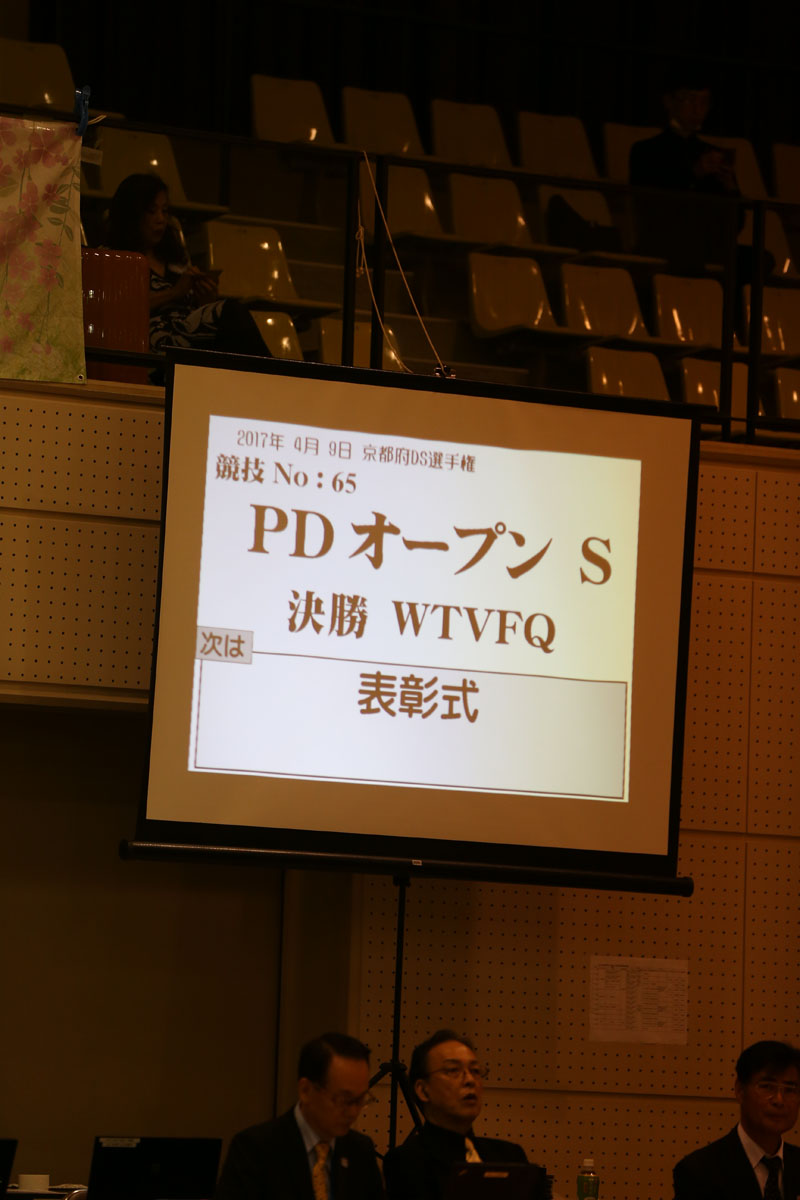 2017年 4月 9日 京都府DS選手権
競技 No：65
PD オープン S
決勝 WTVFQ
次は
表彰式